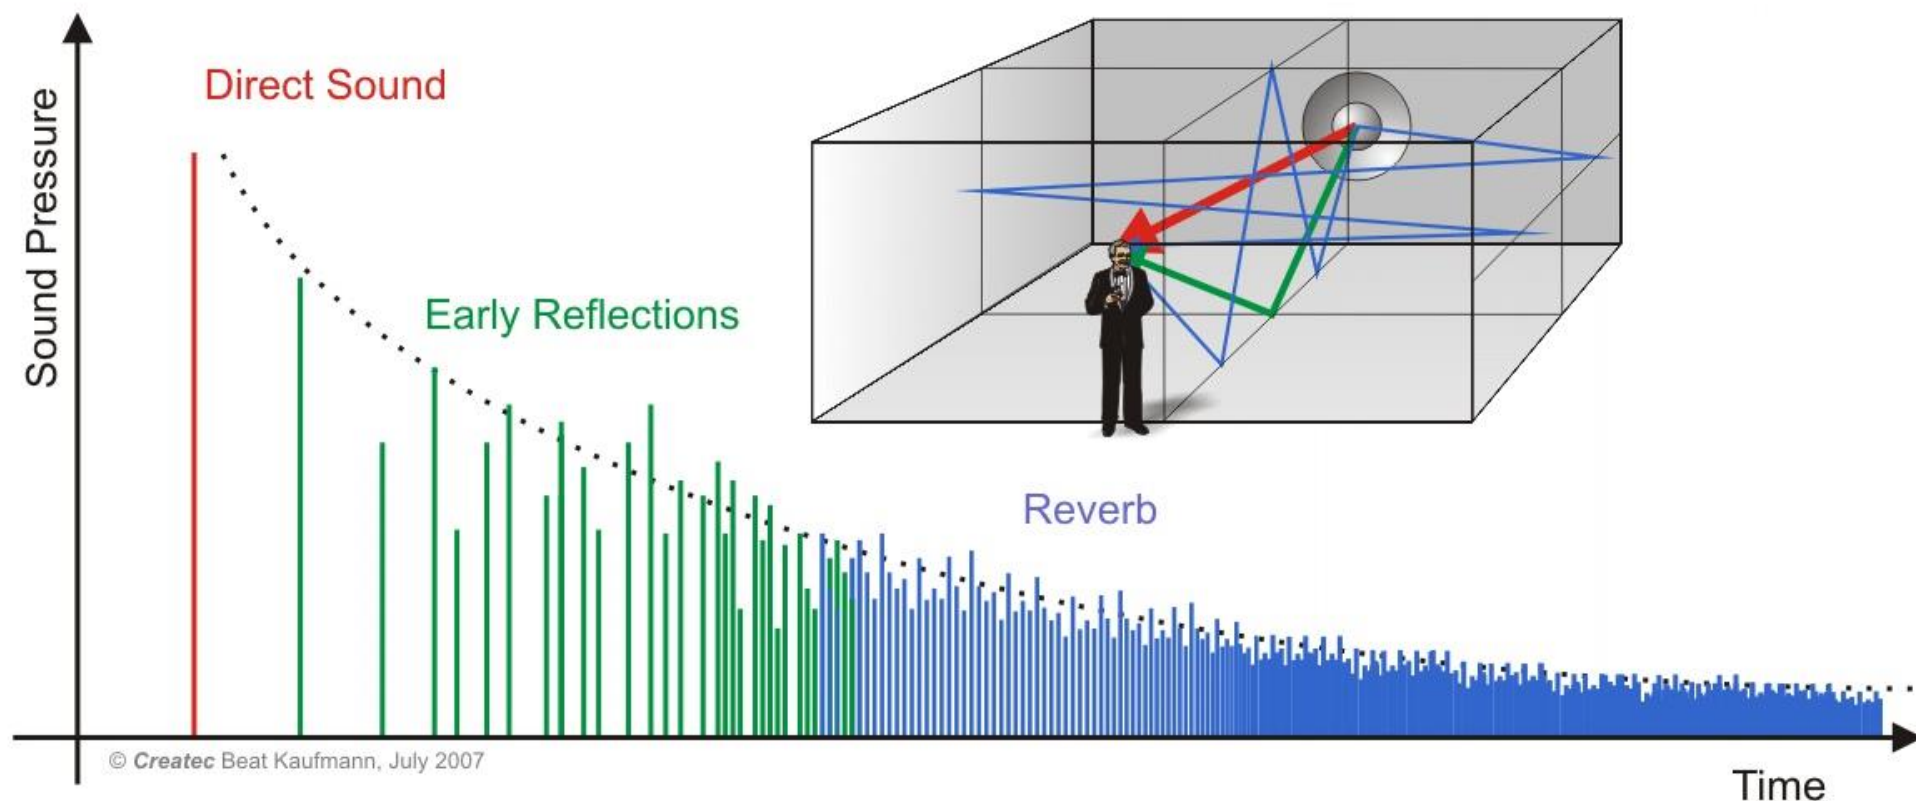 Direct Sound
Sound Pressure
Early Reflections
Reverb
© Createc Beat Kaufmann, July 2007
Time